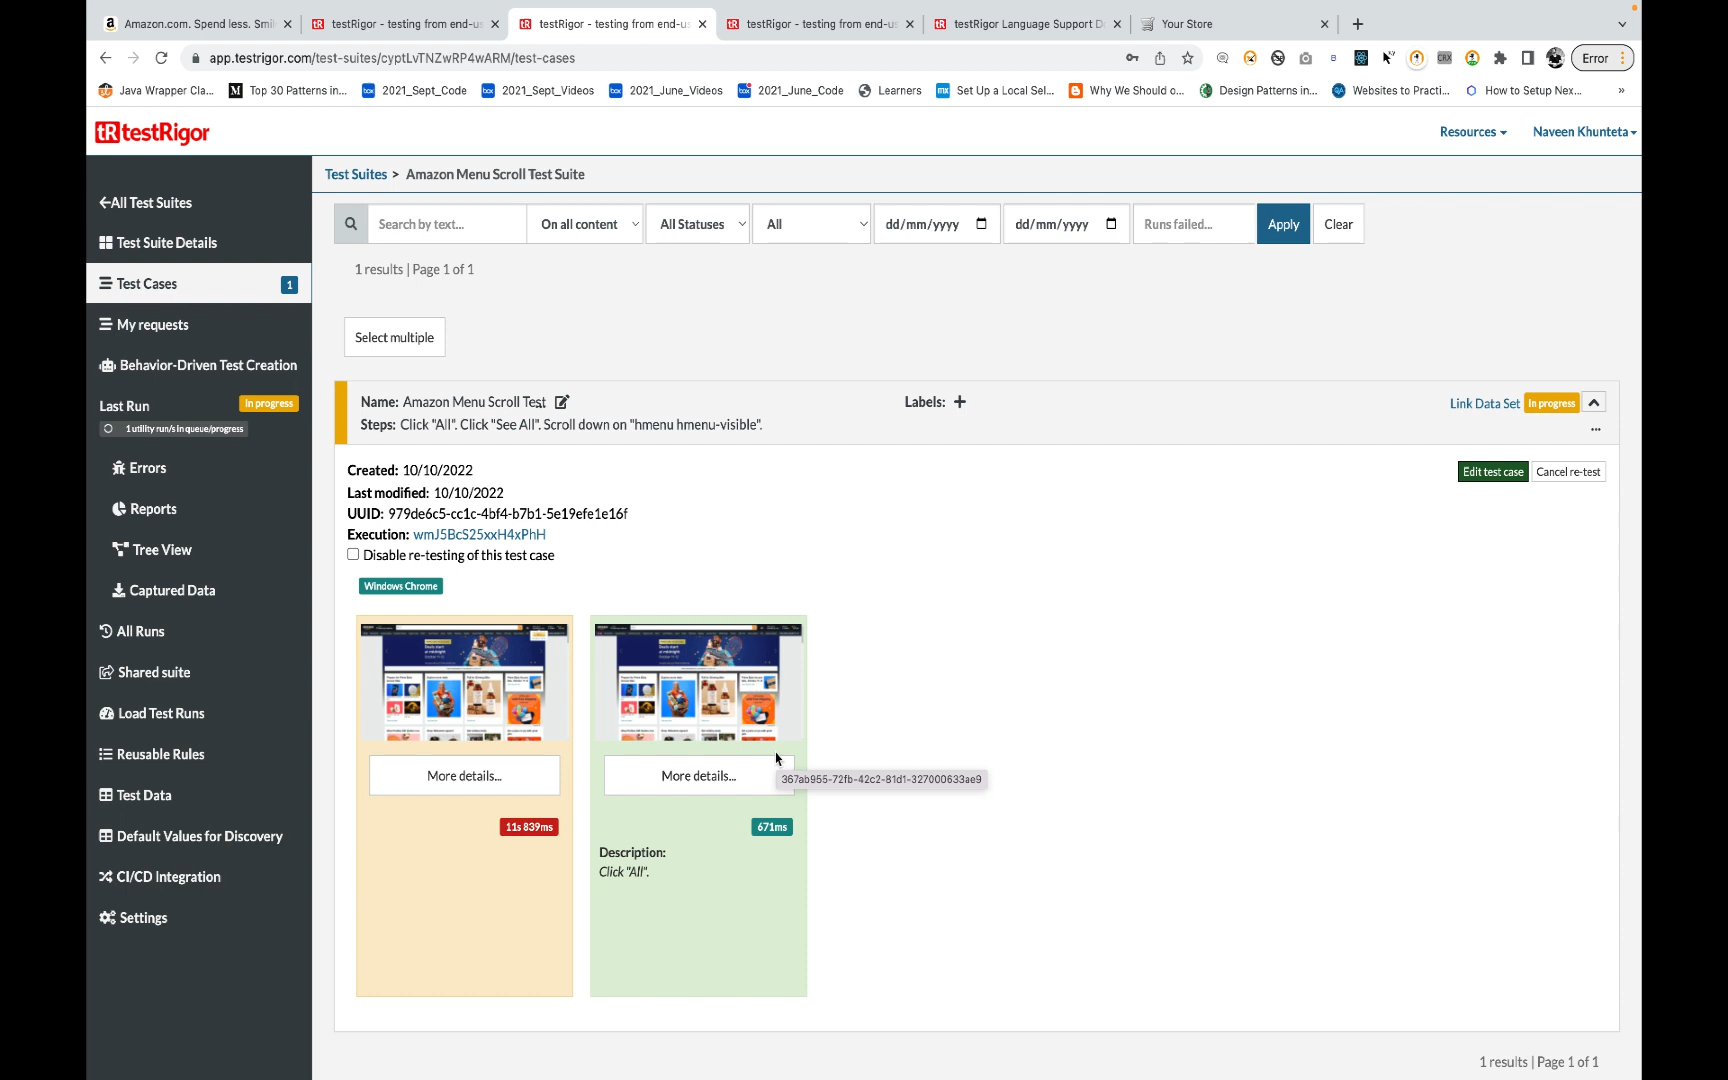 Amazon.com. Spend less. Smil
testRigor - testing from end-us
testRigor - testing from end-us
testRigor - testing from end-us
testRigor Language Support D
Your Store
app.testrigor.com/test-suites/cyptLvTNZwRP4wARM/test-cases
Error
Java Wrapper Cla...
Top 30 Patterns in...
2021_Sept_Code
2021_Sept_Videos
2021_June_Videos
2021_June_Code
Learners
Set Up a Local Sel...
Why We Should o...
Design Patterns in...
Websites to Practi...
How to Setup Nex...
»
tR testRigor
Resources
Naveen Khunteta
Test Suites > Amazon Menu Scroll Test Suite
All Test Suites
Test Suite Details
Test Cases 1
My requests
Behavior-Driven Test Creation
Last Run In progress
1 utility run/s in queue/progress
Errors
Reports
Tree View
Captured Data
All Runs
Shared suite
Load Test Runs
Reusable Rules
Test Data
Default Values for Discovery
CI/CD Integration
Settings
Search by text...
On all content
All Statuses
All
dd/mm/yyyy
dd/mm/yyyy
Runs failed...
Apply
Clear
1 results | Page 1 of 1
Select multiple
Name: Amazon Menu Scroll Test
Labels: +
Link Data Set In progress
Steps: Click "All". Click "See All". Scroll down on "hmenu hmenu-visible".
...
Created: 10/10/2022
Edit test case
Cancel re-test
Last modified: 10/10/2022
UUID: 979de6c5-cc1c-4bf4-b7b1-5e19efe1e16f
Execution: wmJ5BcS25xxH4xPhH
Disable re-testing of this test case
Windows Chrome
More details...
11s 839ms
More details...
367ab955-72fb-42c2-81d1-327000633ae9
671ms
Description:
Click "All".
1 results | Page 1 of 1